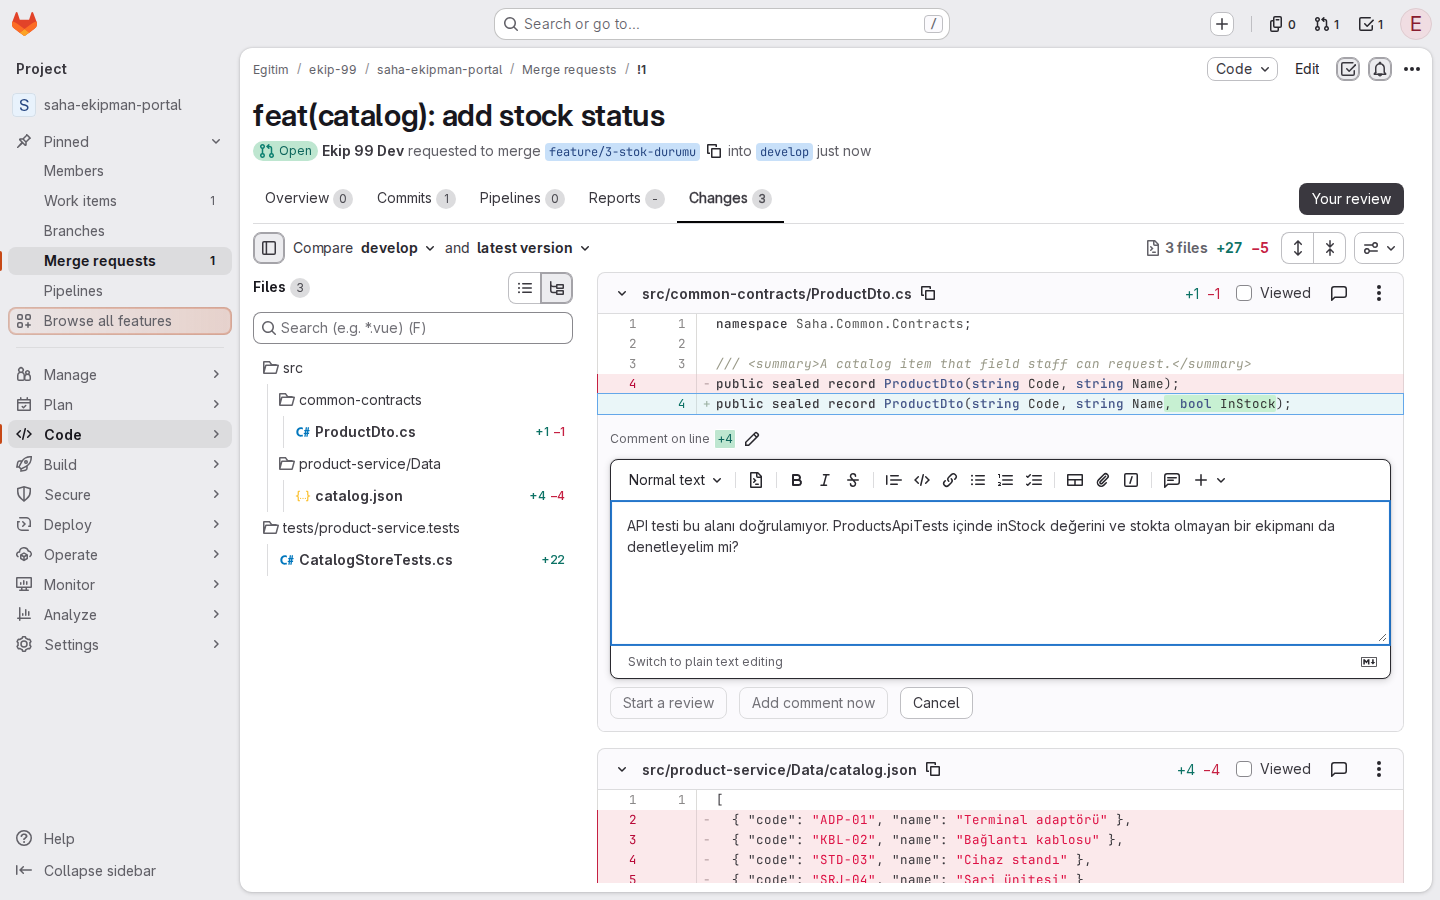 Search or go to...
/
0
1
1
E
Project
S saha-ekipman-portal
Pinned
Members
Work items 1
Branches
Merge requests 1
Pipelines
Browse all features
Manage
Plan
Code
Build
Secure
Deploy
Operate
Monitor
Analyze
Settings
Help
Collapse sidebar
Egitim / ekip-99 / saha-ekipman-portal / Merge requests / !1
Code
Edit
feat(catalog): add stock status
Open Ekip 99 Dev requested to merge feature/3-stok-durumu into develop just now
Overview 0 Commits 1 Pipelines 0 Reports - Changes 3
Your review
Compare develop and latest version
3 files +27 −5
Files 3
Search (e.g. *.vue) (F)
src
common-contracts
C# ProductDto.cs +1 −1
product-service/Data
{..} catalog.json +4 −4
tests/product-service.tests
C# CatalogStoreTests.cs +22
src/common-contracts/ProductDto.cs +1 −1 Viewed
1 1 namespace Saha.Common.Contracts;
2 2
3 3 /// <summary>A catalog item that field staff can request.</summary>
4 - public sealed record ProductDto(string Code, string Name);
4 + public sealed record ProductDto(string Code, string Name, bool InStock);
Comment on line +4
Normal text
API testi bu alanı doğrulamıyor. ProductsApiTests içinde inStock değerini ve stokta olmayan bir ekipmanı da
denetleyelim mi?
Switch to plain text editing
Start a review Add comment now Cancel
src/product-service/Data/catalog.json +4 −4 Viewed
1 1 [
2 - { "code": "ADP-01", "name": "Terminal adaptörü" },
3 - { "code": "KBL-02", "name": "Bağlantı kablosu" },
4 - { "code": "STD-03", "name": "Cihaz standı" },
5 - { "code": "SRJ-04", "name": "Şarj ünitesi" }